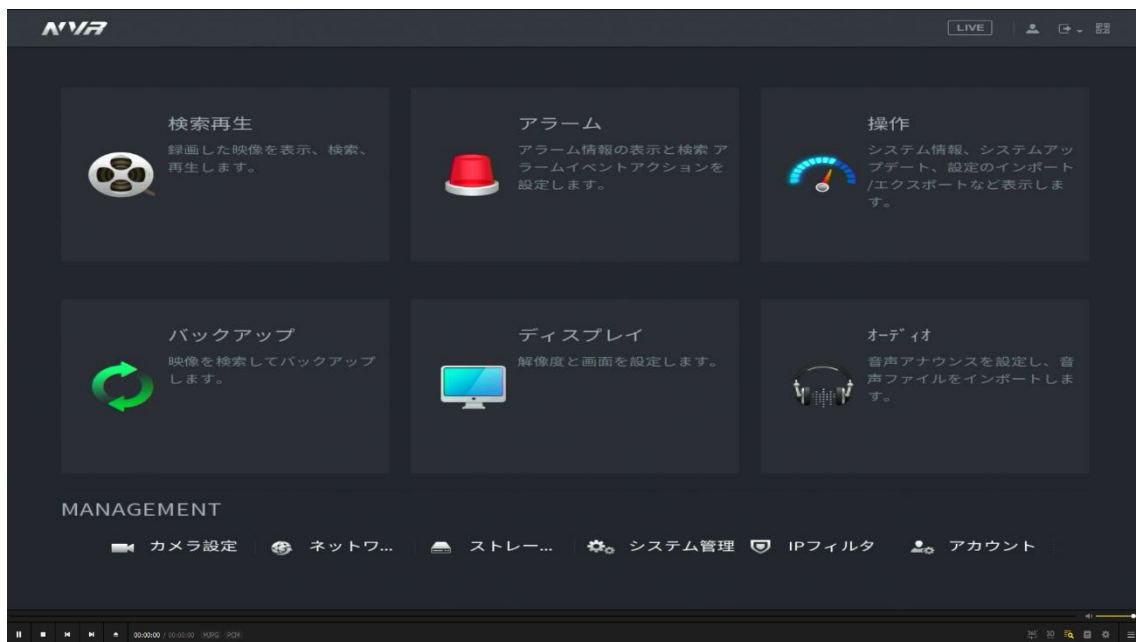 NVR
LIVE
検索再生
録画した映像を表示、検索、
再生します。
アラーム
アラーム情報の表示と検索 ア
ラームイベントアクションを
設定します。
操作
システム情報、システムアッ
プデート、設定のインポート
/エクスポートなど表示しま
す。
バックアップ
映像を検索してバックアップ
します。
ディスプレイ
解像度と画面を設定します。
オーディオ
音声アナウンスを設定し、音
声ファイルをインポートしま
す。
MANAGEMENT
カメラ設定 ネットワ... ストレー... システム管理 IPフィルタ アカウント
00:00:00 / 00:00:00 MJPG PCM
3D